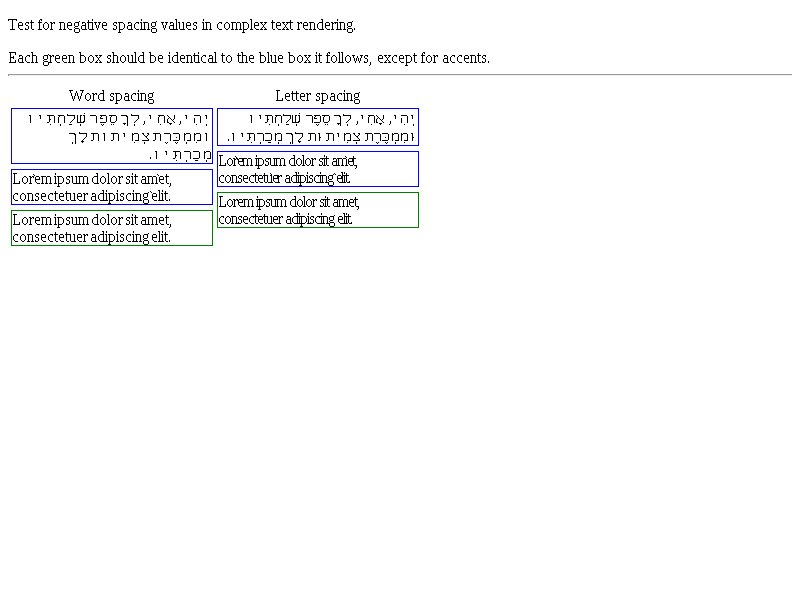 Test for negative spacing values in complex text rendering.
Each green box should be identical to the blue box it follows, except for accents.
Word spacing
יְהִי, אָחִי, לְךָ סֵפֶר שְׁלַחְתִּיו
וּמִמְכֶּרֶת צְמִיתוּת לָךְ
מְכַרְתִּיו.
Lorem ipsum dolor sit amet,
consectetuer adipiscing elit.
Lorem ipsum dolor sit amet,
consectetuer adipiscing elit.
Letter spacing
יְהִי, אָחִי, לְךָ סֵפֶר שְׁלַחְתִּיו
וּמִמְכֶּרֶת צְמִיתוּת לָךְ מְכַרְתִּיו.
Lorem ipsum dolor sit amet,
consectetuer adipiscing elit.
Lorem ipsum dolor sit amet,
consectetuer adipiscing elit.